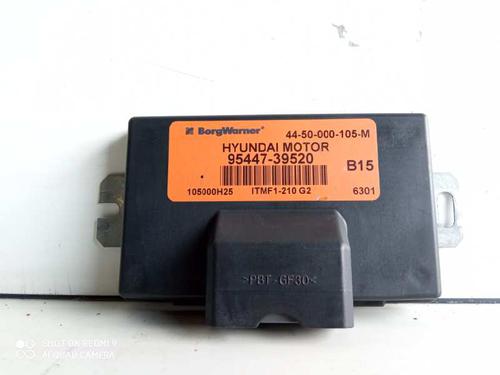 BorgWarner 44-50-000-105-M
HYUNDAI MOTOR
95447-39520
B15
105000H25 ITMF1-210 G2 6301
>PBT-GF30<
SHOT ON REDMI 9
AI QUAD CAMERA